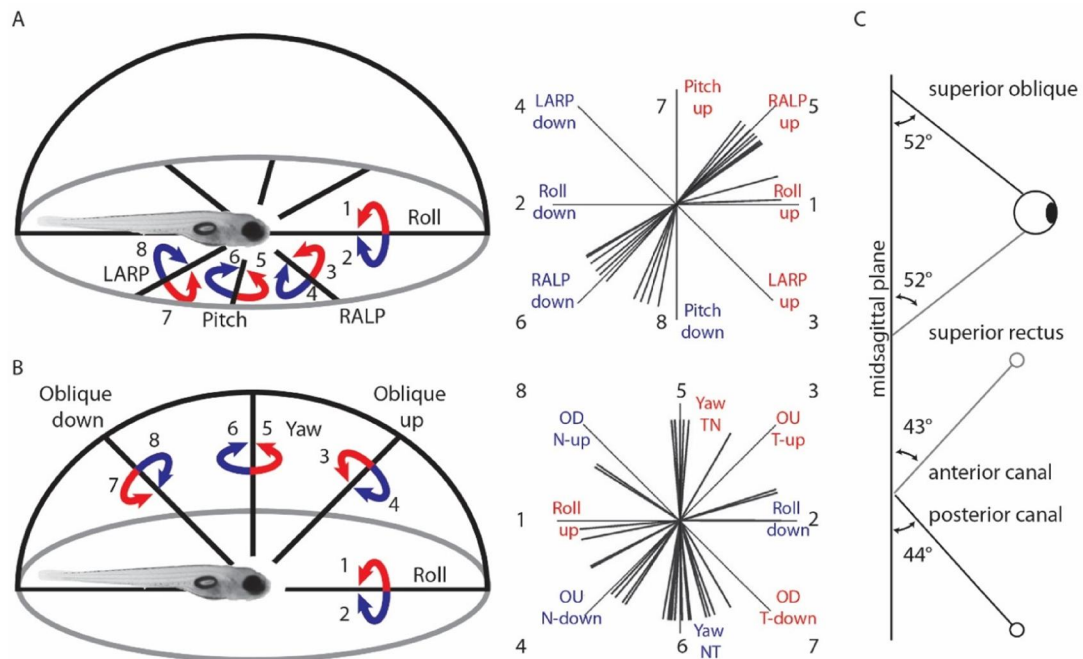 A
1
Roll
2
8
6
5
3
LARP
4
7
Pitch
RALP
4
LARP
down
7
Pitch
up
RALP
up
5
2
Roll
down
Roll
up
1
RALP
down
6
8
Pitch
down
LARP
up
3
B
Oblique
down
Oblique
up
8
6
5
Yaw
3
7
4
1
Roll
2
8
5
3
OD
N-up
Yaw
TN
OU
T-up
1
Roll
up
Roll
down
2
OU
N-down
4
6
Yaw
NT
OD
T-down
7
C
superior oblique
52°
midsagittal plane
52°
superior rectus
43°
anterior canal
posterior canal
44°